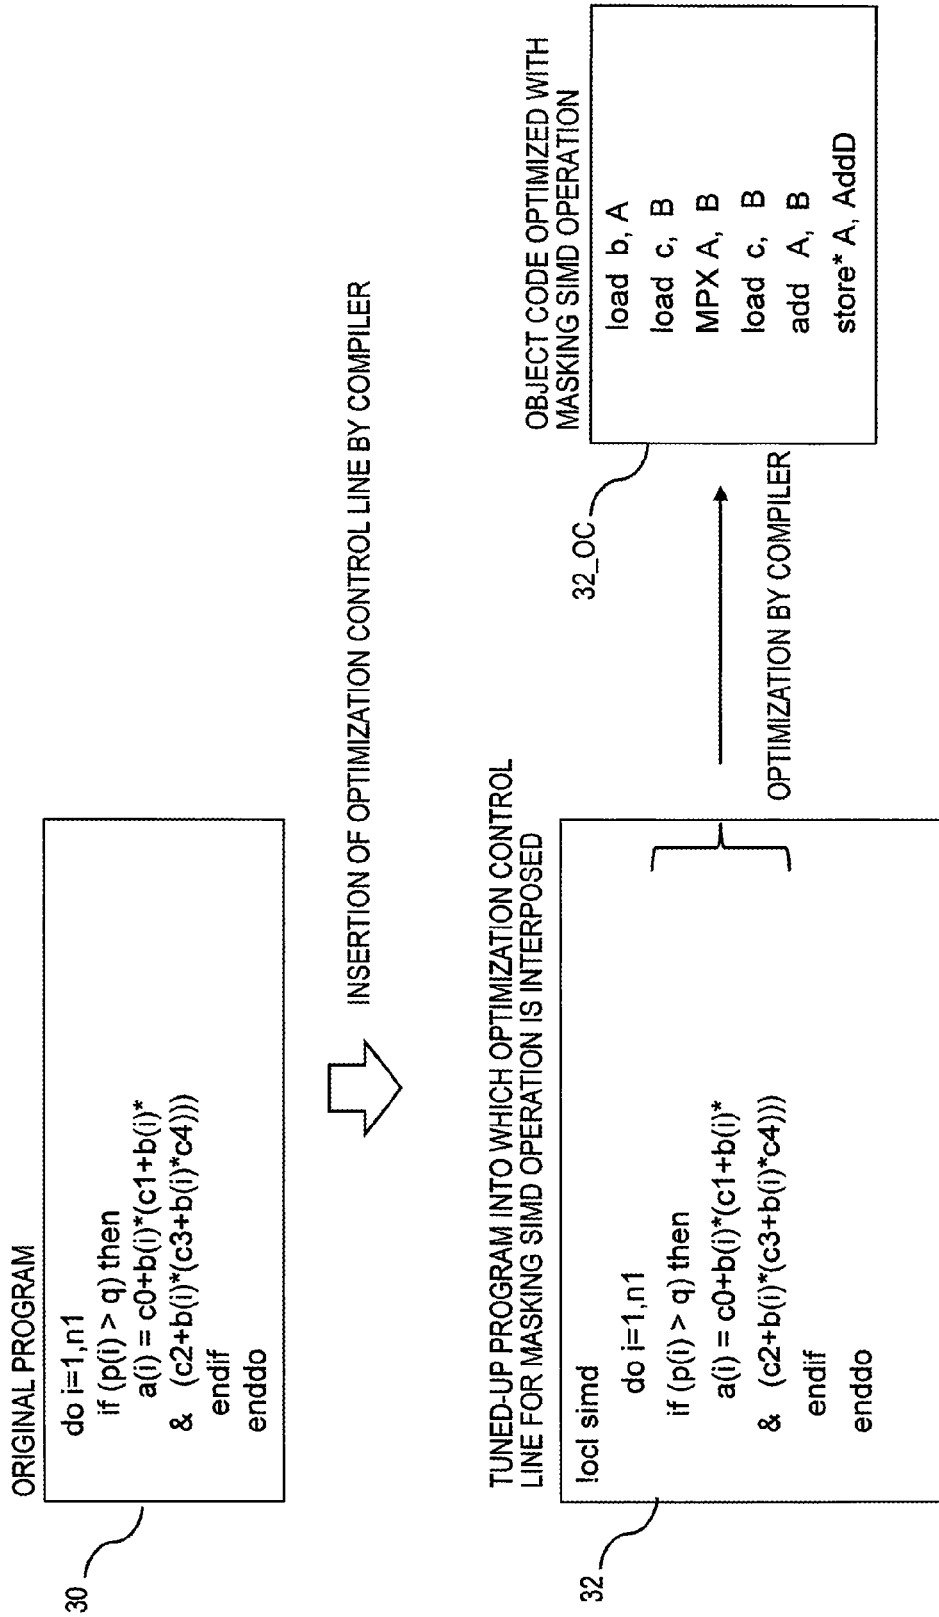 ORIGINAL PROGRAM
30
do i=1,n1
if (p(i) > q) then
a(i) = c0+b(i)*(c1+b(i)*
& (c2+b(i)*(c3+b(i)*c4)))
endif
enddo
INSERTION OF OPTIMIZATION CONTROL LINE BY COMPILER
TUNED-UP PROGRAM INTO WHICH OPTIMIZATION CONTROL
LINE FOR MASKING SIMD OPERATION IS INTERPOSED
32
!ocl simd
do i=1,n1
if (p(i) > q) then
a(i) = c0+b(i)*(c1+b(i)*
& (c2+b(i)*(c3+b(i)*c4)))
endif
enddo
OPTIMIZATION BY COMPILER
32_OC
OBJECT CODE OPTIMIZED WITH
MASKING SIMD OPERATION
load b, A
load c, B
MPX A, B
load c, B
add A, B
store* A, AddD